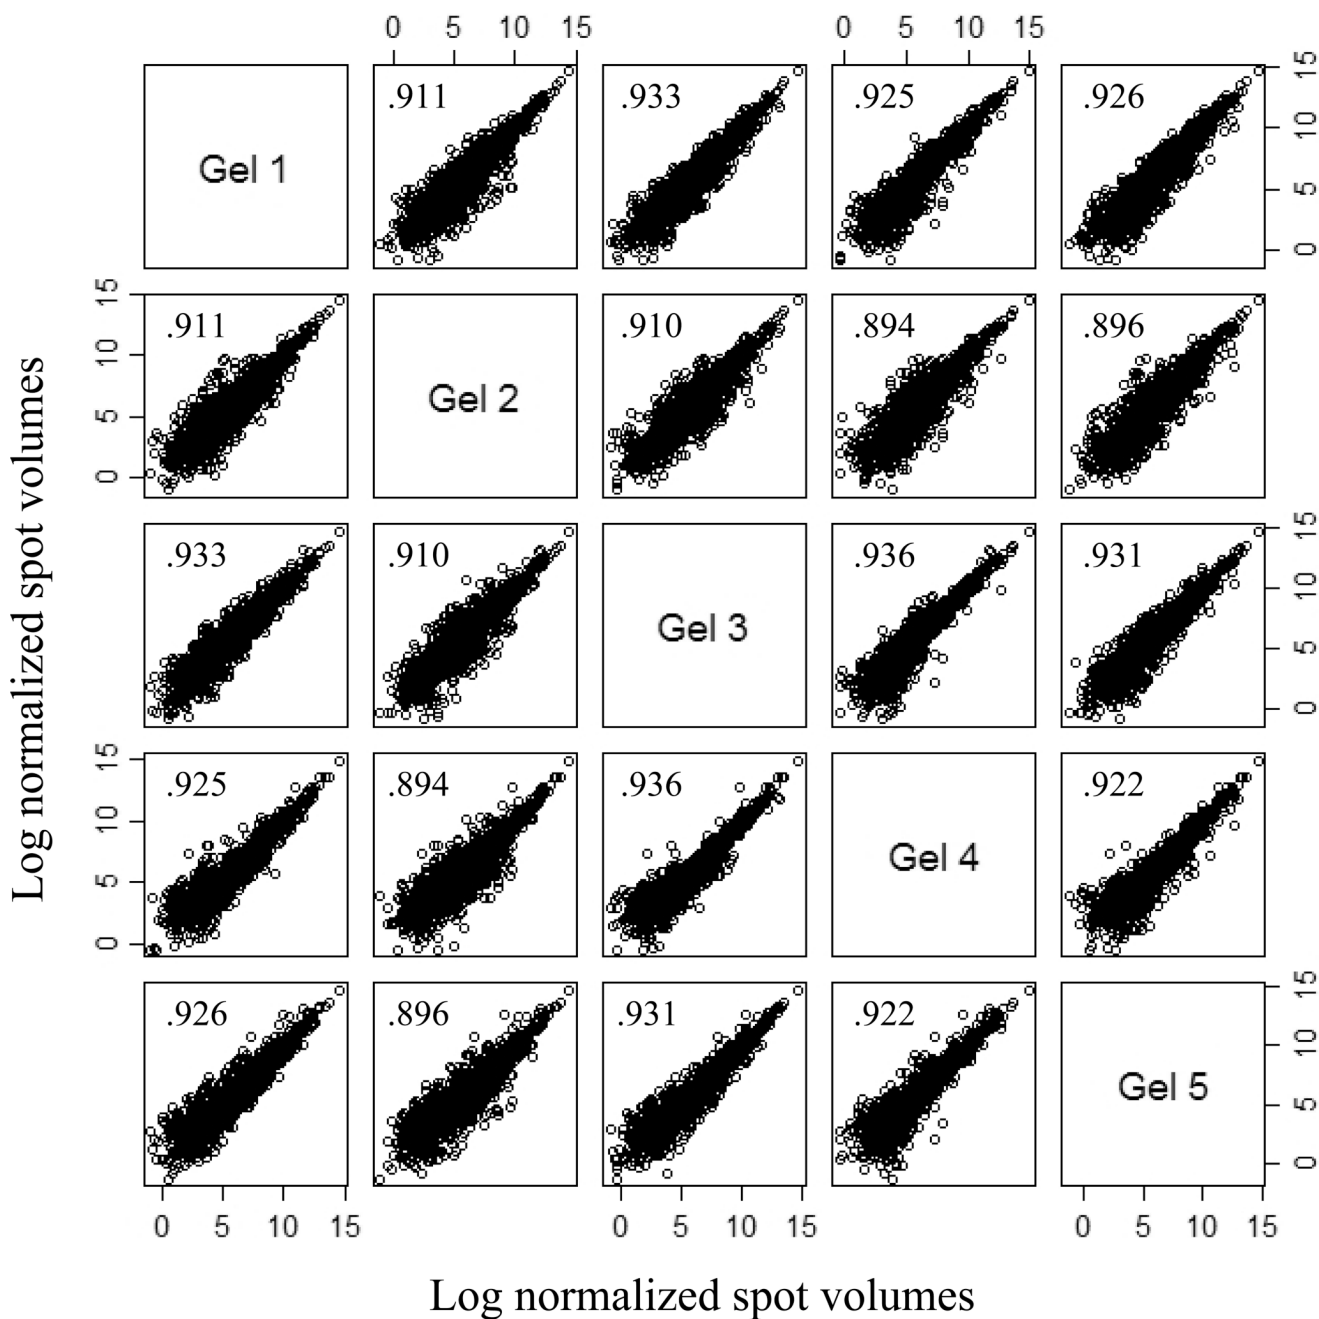 0 5 10 15 0 5 10 15
Gel 1 .911 .933 .925 .926
0 5 10 15
.911 Gel 2 .910 .894 .896
0 5 10 15
.933 .910 Gel 3 .936 .931
0 5 10 15
.925 .894 .936 Gel 4 .922
0 5 10 15
.926 .896 .931 .922 Gel 5
0 5 10 15
0 5 10 15 0 5 10 15 0 5 10 15
Log normalized spot volumes
Log normalized spot volumes